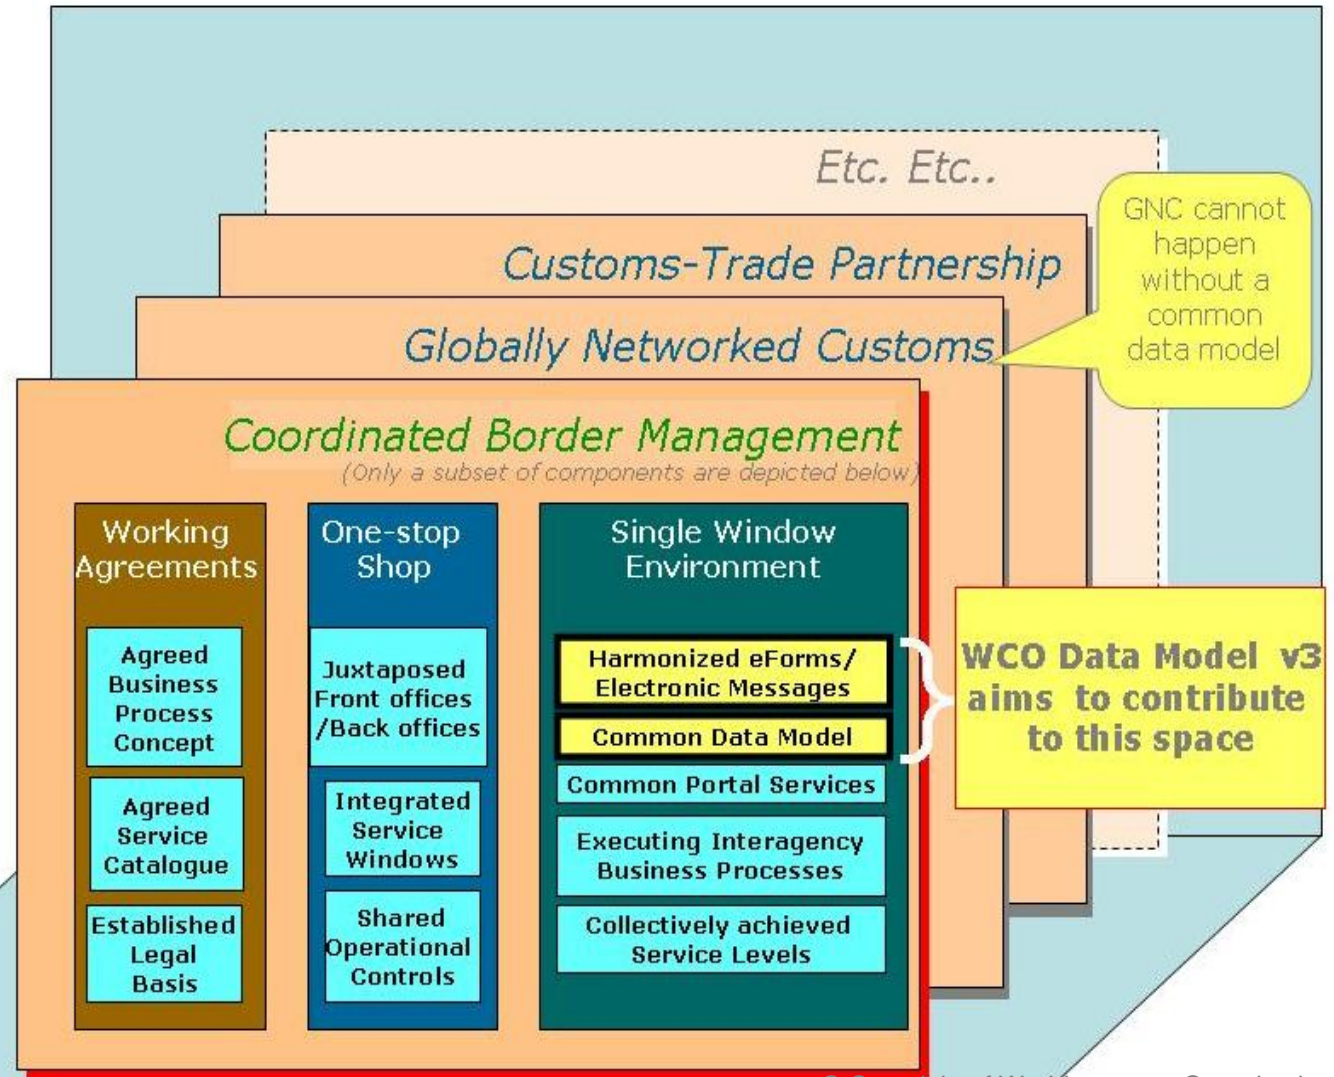 Etc. Etc..
GNC cannot
happen
without a
common
data model
Customs-Trade Partnership
Globally Networked Customs
Coordinated Border Management
(Only a subset of components are depicted below)
Working
Agreements
Agreed
Business
Process
Concept
Agreed
Service
Catalogue
Established
Legal
Basis
One-stop
Shop
Juxtaposed
Front offices
/Back offices
Integrated
Service
Windows
Shared
Operational
Controls
Single Window
Environment
Harmonized eForms/
Electronic Messages
Common Data Model
Common Portal Services
Executing Interagency
Business Processes
Collectively achieved
Service Levels
WCO Data Model v3
aims to contribute
to this space